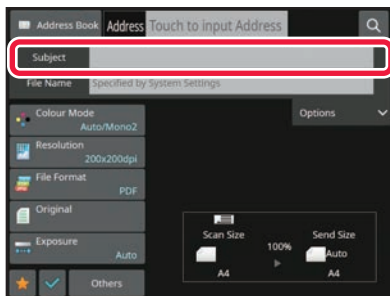 Address Book Address Touch to input Address
Subject
File Name Specified by System Settings
Colour Mode
Auto/Mono2
Options
Resolution
200x200dpi
File Format
PDF
Original
Exposure
Auto
Others
Scan Size
100%
Send Size
Auto
A4
A4